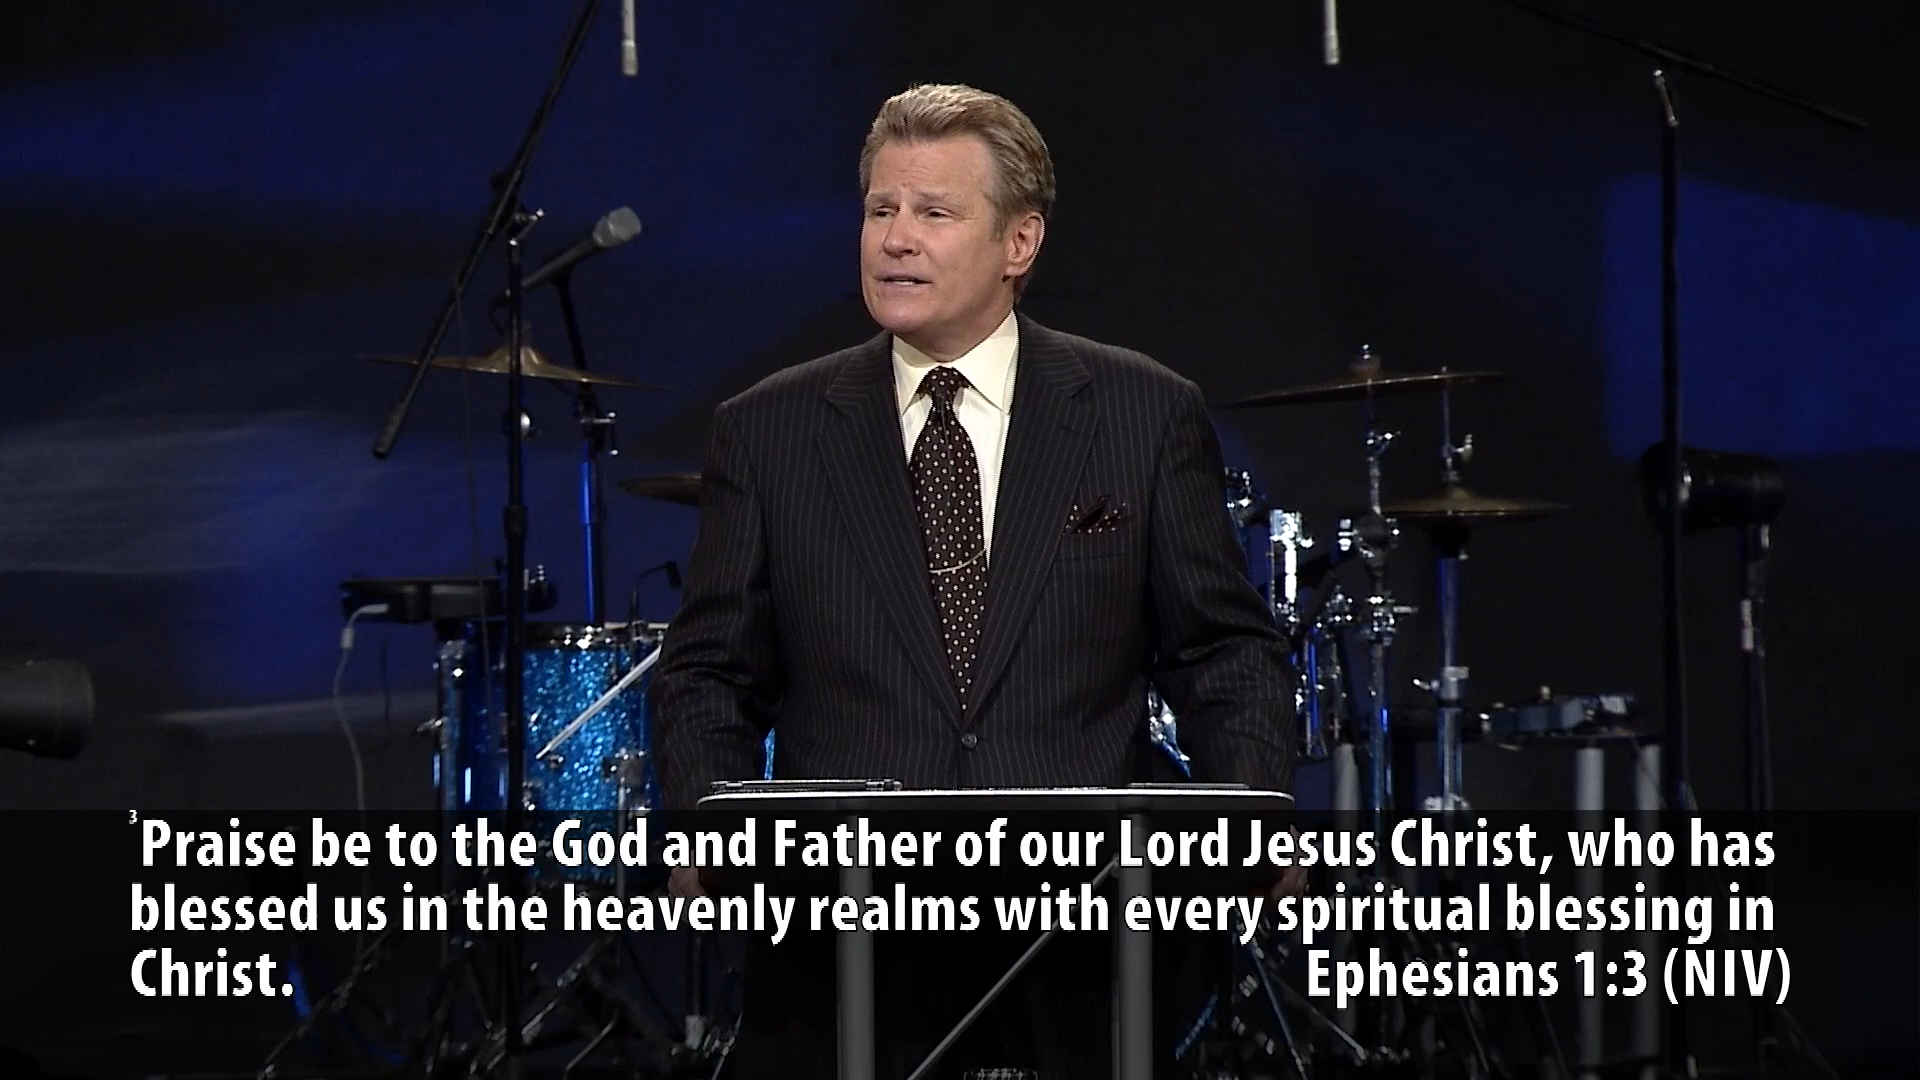 ³Praise be to the God and Father of our Lord Jesus Christ, who has
blessed us in the heavenly realms with every spiritual blessing in
Christ. Ephesians 1:3 (NIV)